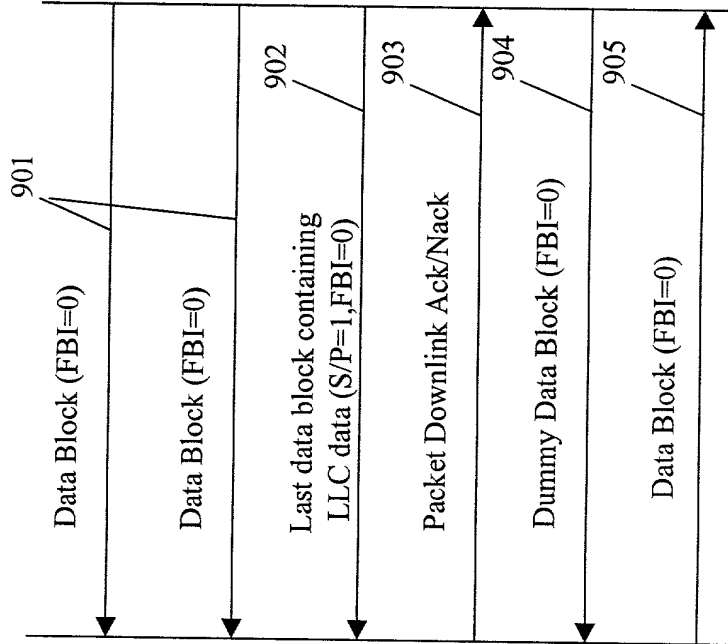 901
Data Block (FBI=0)
Data Block (FBI=0)
902
Last data block containing
LLC data (S/P=1,FBI=0)
903
Packet Downlink Ack/Nack
904
Dummy Data Block (FBI=0)
905
Data Block (FBI=0)